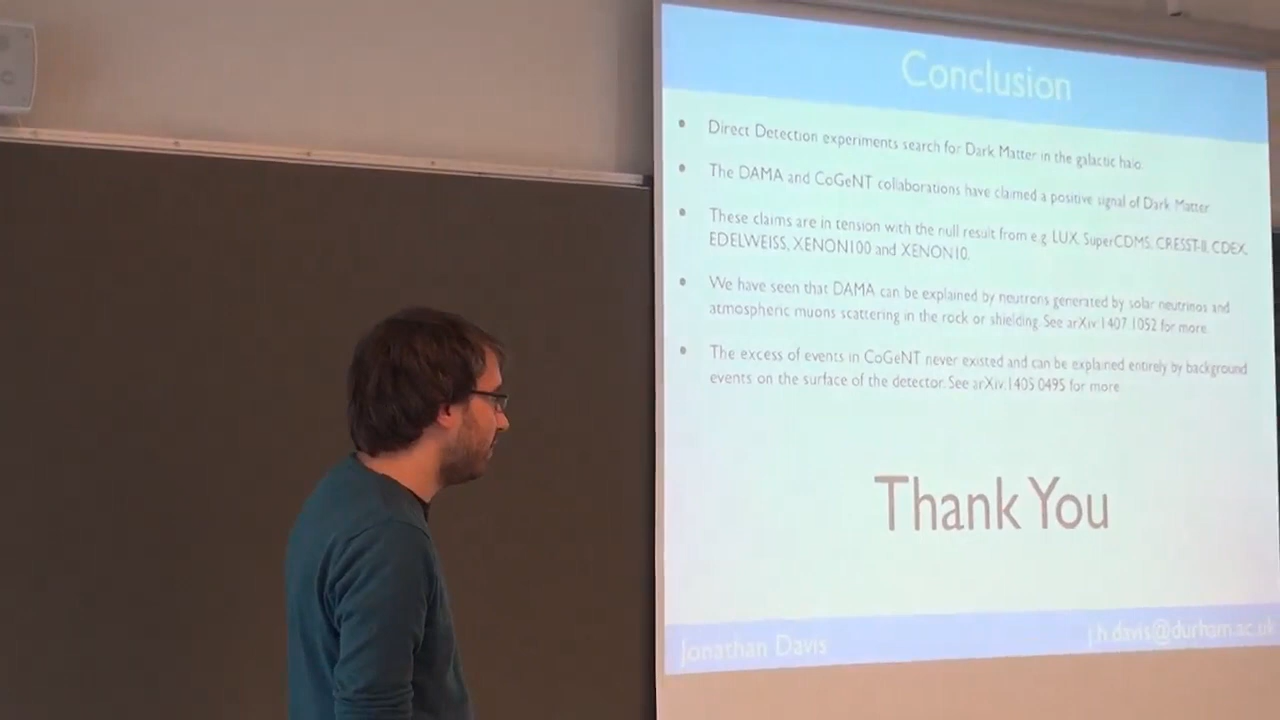 Conclusion
• Direct Detection experiments search for Dark Matter in the galactic halo.
• The DAMA and CoGeNT collaborations have claimed a positive signal of Dark Matter
• These claims are in tension with the null result from e.g. LUX, SuperCDMS, CRESST-II, CDEX,
EDELWEISS, XENON100 and XENON10.
• We have seen that DAMA can be explained by neutrons generated by solar neutrinos and
atmospheric muons scattering in the rock or shielding. See arXiv:1407.1052 for more.
• The excess of events in CoGeNT never existed and can be explained entirely by background
events on the surface of the detector. See arXiv:1405.0495 for more.
Thank You
Jonathan Davis
j.h.davis@durham.ac.uk